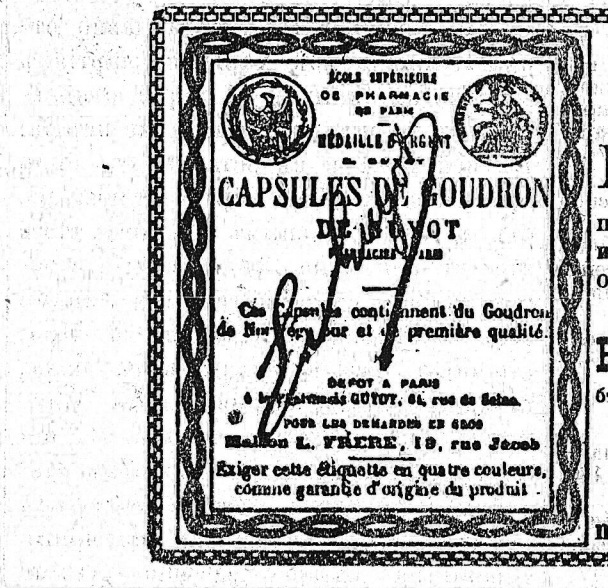 ÉCOLE SUPÉRIEURE
DE PHARMACIE
DE PARIS
MÉDAILLE D'ARGENT
E. GUYOT
CAPSULES DE GOUDRON
DE GUYOT
PHARMACIEN PARIS
Ces Capsules contiennent du Goudron
de Norvège pur et de première qualité.
DEPOT A PARIS
à la Pharmacie GUYOT, 61, rue de Seine.
POUR LES DEMANDES EN GROS
Maison L. FRERE, 19, rue Jacob
Exiger cette étiquette en quatre couleurs,
comme garantie d'origine du produit